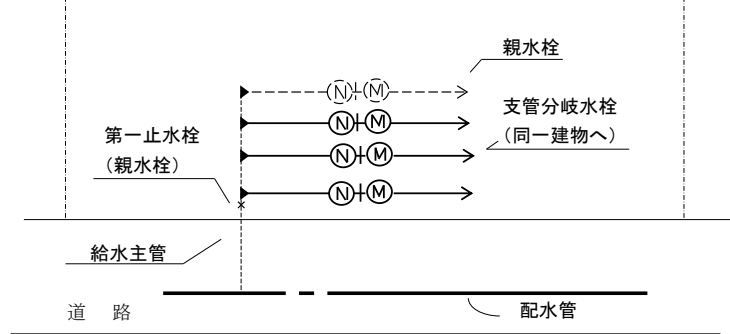 親水栓
N M
支管分岐水栓
(同一建物へ)
N M
第一止水栓
(親水栓)
N M
N M
給水主管
道 路
配水管